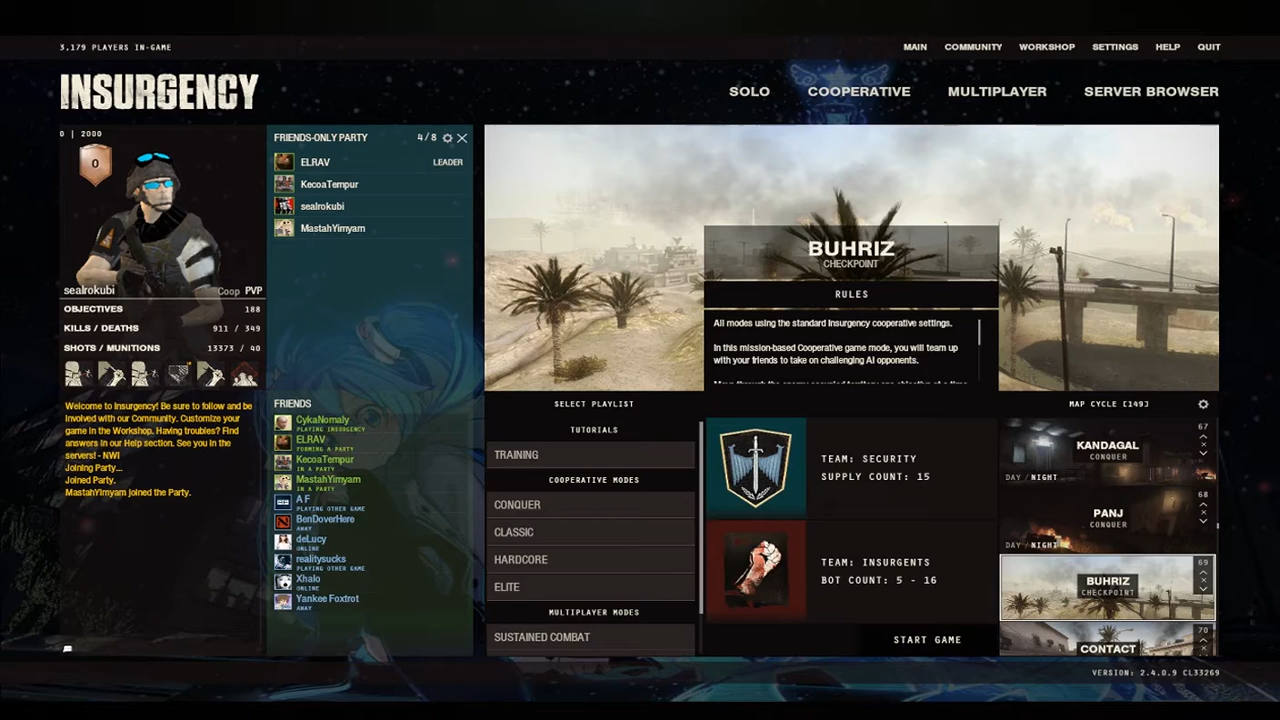 3.179 PLAYERS IN-GAME
MAIN COMMUNITY WORKSHOP SETTINGS HELP QUIT
INSURGENCY
SOLO COOPERATIVE MULTIPLAYER SERVER BROWSER
0 | 2000
0
sealrokubi
Coop PVP
OBJECTIVES 188
KILLS / DEATHS 911 / 349
SHOTS / MUNITIONS 13373 / 40
Welcome to Insurgency! Be sure to follow and be
involved with our Community. Customize your
game in the Workshop. Having troubles? Find
answers in our Help section. See you in the
servers! - NWI
Joining Party...
Joined Party.
MastahYimyam joined the Party.
FRIENDS-ONLY PARTY 4/8
ELRAV LEADER
KecoaTempur
sealrokubi
MastahYimyam
FRIENDS
CykaNomaly
PLAYING INSURGENCY
ELRAV
FORMING A PARTY
KecoaTempur
IN A PARTY
MastahYimyam
IN A PARTY
A F
PLAYING OTHER GAME
BenDoverHere
AWAY
deLucy
ONLINE
realitysucks
PLAYING OTHER GAME
Xhalo
ONLINE
Yankee Foxtrot
AWAY
BUHRIZ
CHECKPOINT
RULES
All modes using the standard Insurgency cooperative settings.
In this mission-based Cooperative game mode, you will team up
with your friends to take on challenging AI opponents.
SELECT PLAYLIST
TUTORIALS
TRAINING
COOPERATIVE MODES
CONQUER
CLASSIC
HARDCORE
ELITE
MULTIPLAYER MODES
SUSTAINED COMBAT
TEAM: SECURITY
SUPPLY COUNT: 15
TEAM: INSURGENTS
BOT COUNT: 5 - 16
START GAME
MAP CYCLE [149]
67
KANDAGAL
CONQUER
DAY / NIGHT
68
PANJ
CONQUER
DAY / NIGHT
69
BUHRIZ
CHECKPOINT
70
CONTACT
VERSION: 2.4.0.9 CL33269